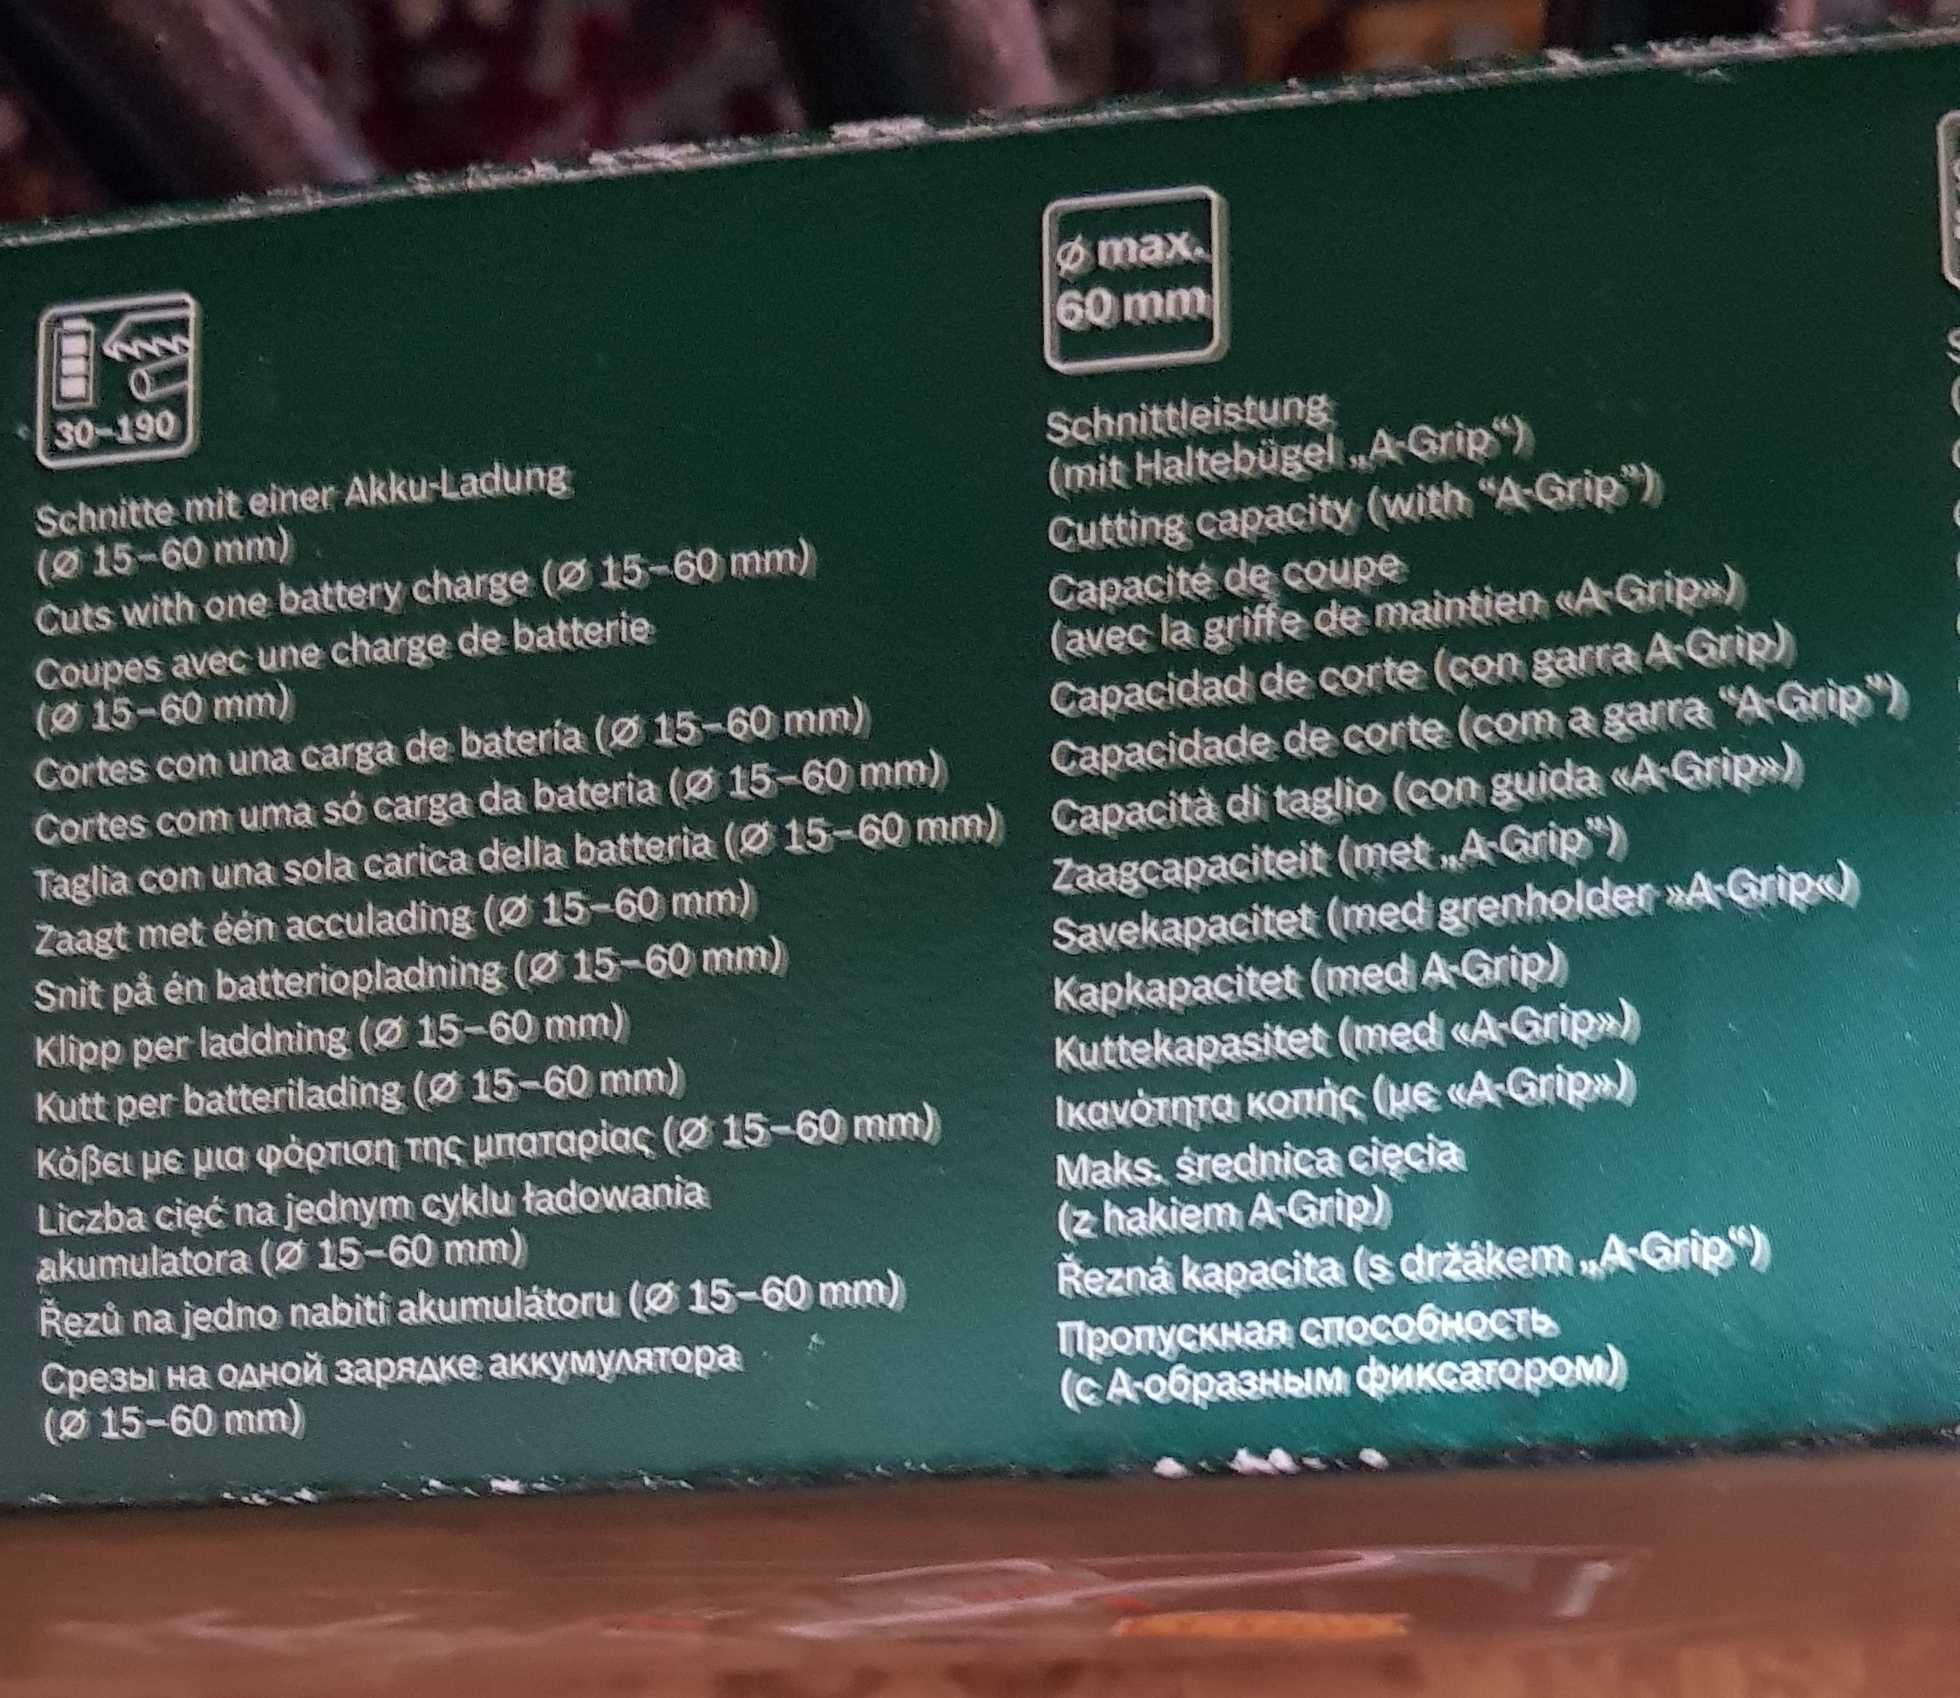 30–190
Schnitte mit einer Akku-Ladung
(Ø 15–60 mm)
Cuts with one battery charge (Ø 15–60 mm)
Coupes avec une charge de batterie
(Ø 15–60 mm)
Cortes con una carga de batería (Ø 15–60 mm)
Cortes com uma só carga da bateria (Ø 15–60 mm)
Taglia con una sola carica della batteria (Ø 15–60 mm)
Zaagt met één acculading (Ø 15–60 mm)
Snit på én batteriopladning (Ø 15–60 mm)
Klipp per laddning (Ø 15–60 mm)
Kutt per batterilading (Ø 15–60 mm)
Κόβει με μια φόρτιση της μπαταρίας (Ø 15–60 mm)
Liczba cięć na jednym cyklu ładowania
akumulatora (Ø 15–60 mm)
Řezů na jedno nabití akumulátoru (Ø 15–60 mm)
Срезы на одной зарядке аккумулятора
(Ø 15–60 mm)
ø max.
60 mm
Schnittleistung
(mit Haltebügel „A-Grip“)
Cutting capacity (with “A-Grip”)
Capacité de coupe
(avec la griffe de maintien «A-Grip»)
Capacidad de corte (con garra A-Grip)
Capacidade de corte (com a garra “A-Grip”)
Capacità di taglio (con guida «A-Grip»)
Zaagcapaciteit (met „A-Grip”)
Savekapacitet (med grenholder »A-Grip«)
Kapkapacitet (med A-Grip)
Kuttekapasitet (med «A-Grip»)
Ικανότητα κοπής (με «A-Grip»)
Maks. średnica cięcia
(z hakiem A-Grip)
Řezná kapacita (s držákem „A-Grip“)
Пропускная способность
(с А-образным фиксатором)